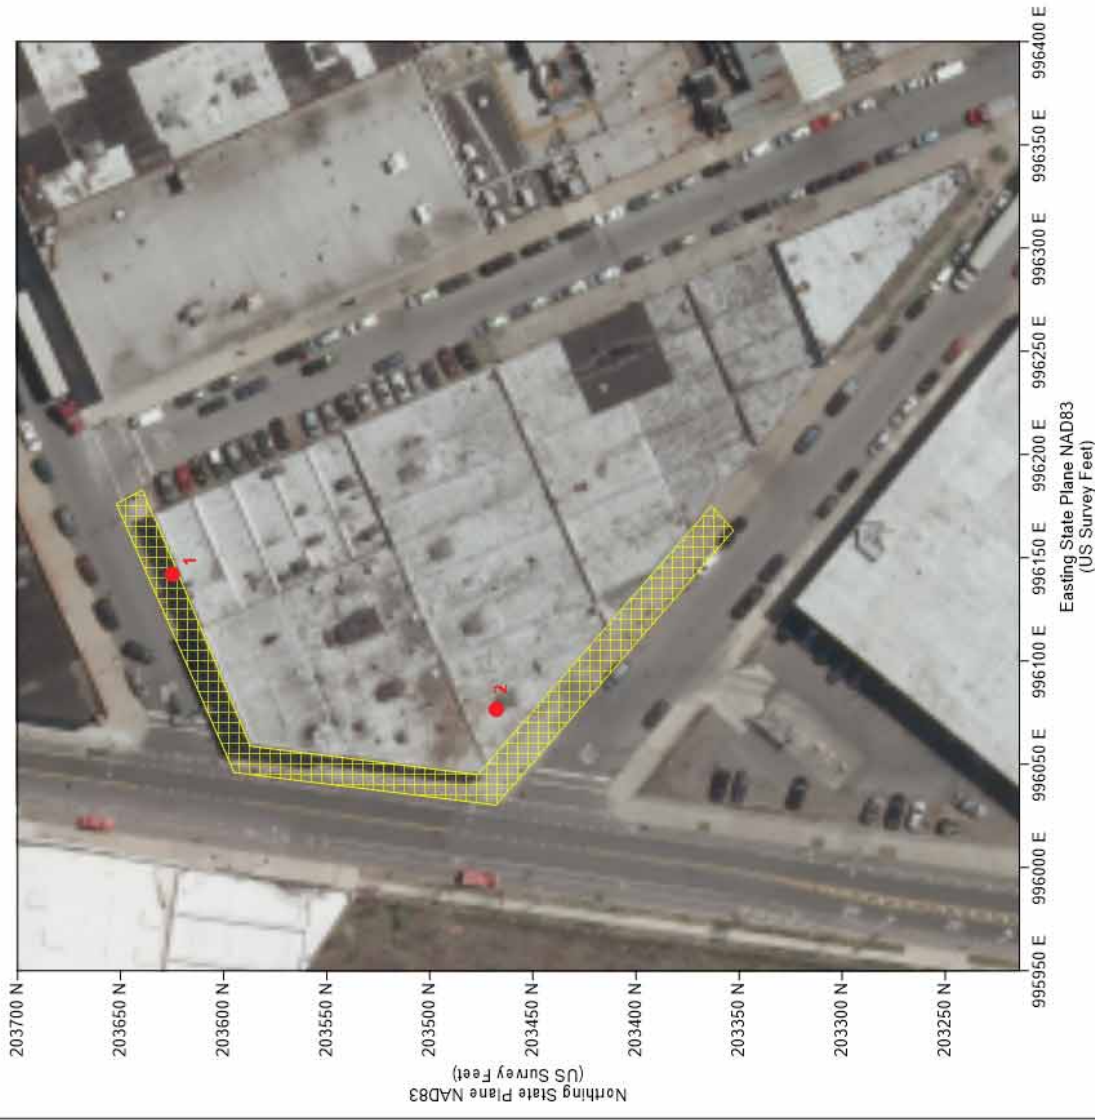 203700 N
203650 N
203600 N
203550 N
203500 N
203450 N
203400 N
203350 N
203300 N
203250 N
Northing State Plane NAD83
(US Survey Feet)
995950 E
996000 E
996050 E
996100 E
996150 E
996200 E
996250 E
996300 E
996350 E
996400 E
Easting State Plane NAD83
(US Survey Feet)
1
2